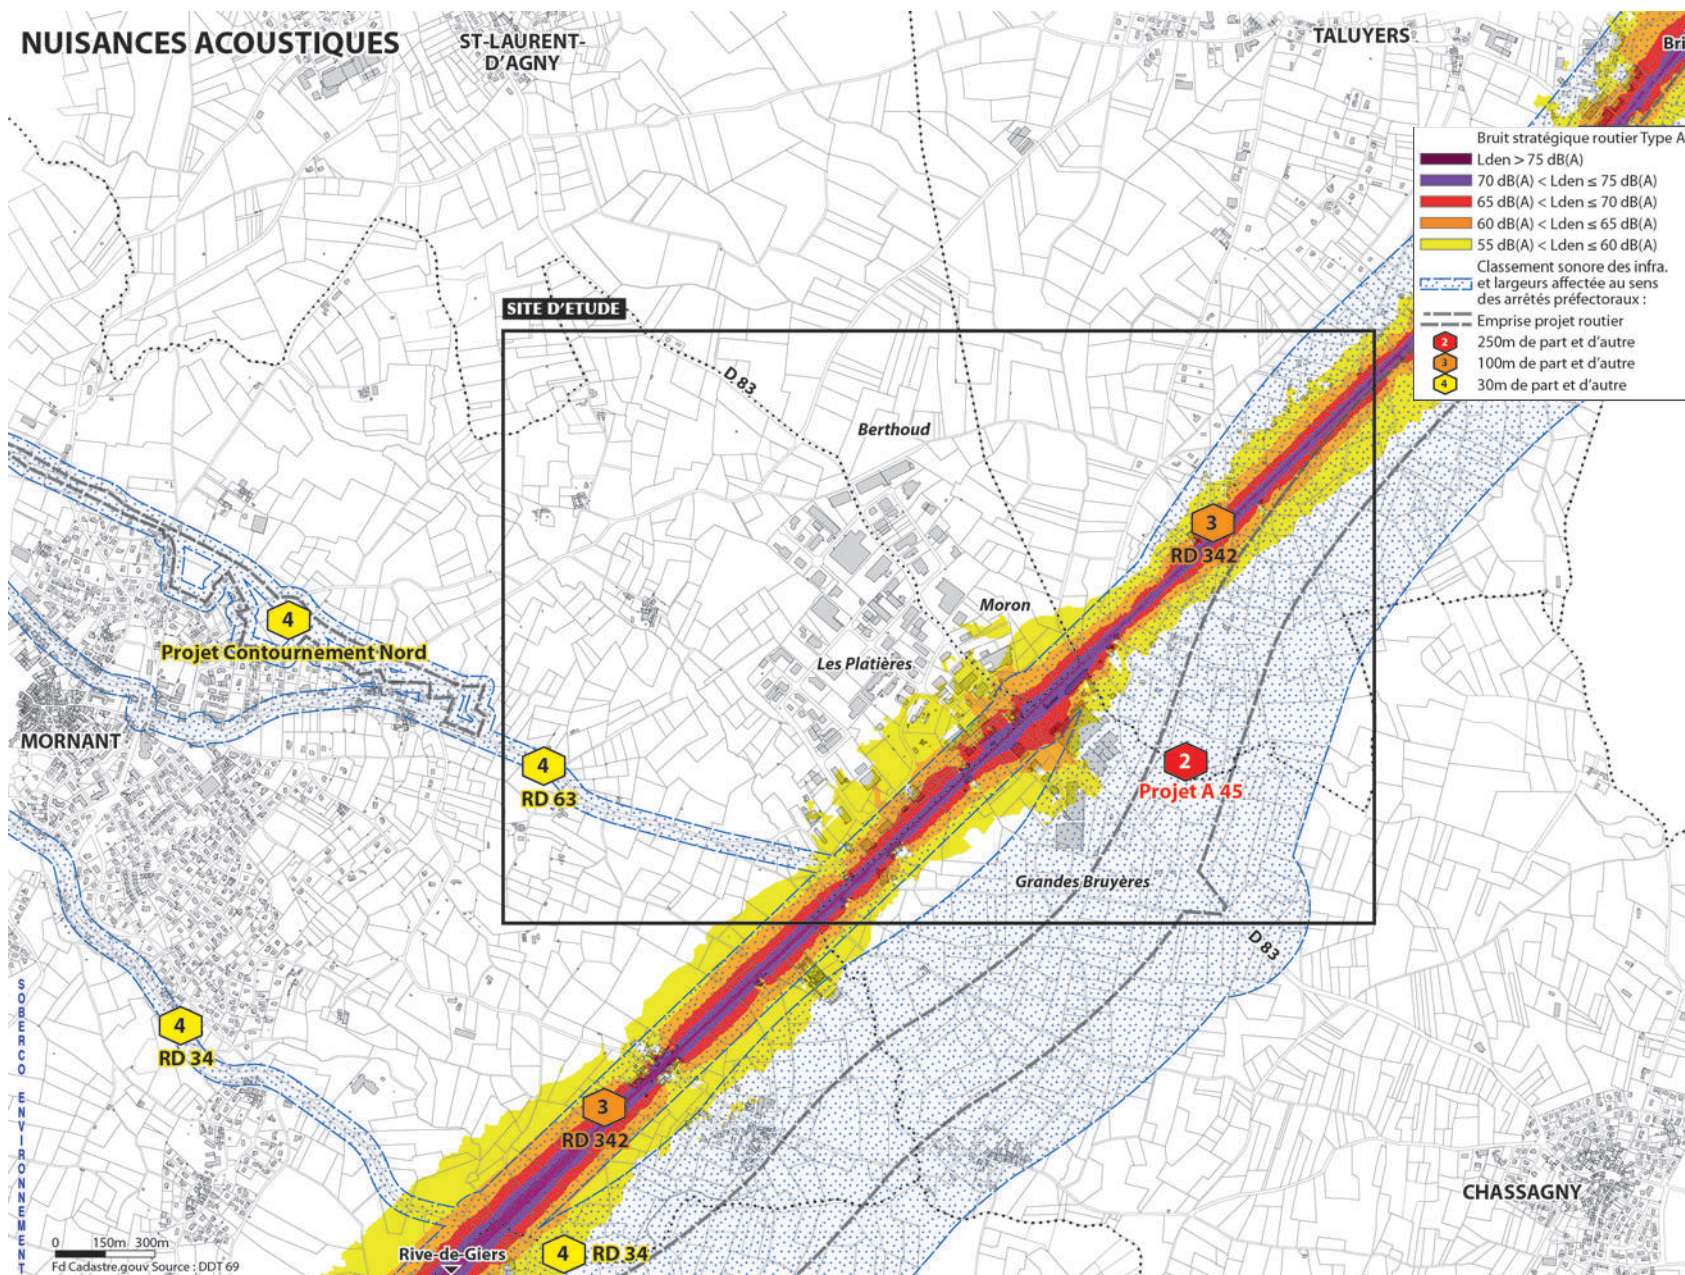 NUISANCES ACOUSTIQUES
ST-LAURENT-
D'AGNY
TALUYERS
Bri
Bruit stratégique routier Type A
Lden > 75 dB(A)
70 dB(A) < Lden ≤ 75 dB(A)
65 dB(A) < Lden ≤ 70 dB(A)
60 dB(A) < Lden ≤ 65 dB(A)
55 dB(A) < Lden ≤ 60 dB(A)
Classement sonore des infra.
et largeurs affectée au sens
des arrêtés préfectoraux :
Emprise projet routier
2 250m de part et d'autre
3 100m de part et d'autre
4 30m de part et d'autre
SITE D'ETUDE
D 83
Berthoud
3
RD 342
Moron
4
Projet Contournement Nord
Les Platières
MORNANT
4
RD 63
2
Projet A 45
Grandes Bruyères
D 83
4
RD 34
3
RD 342
CHASSAGNY
Rive-de-Giers
4
RD 34
0 150m 300m
Fd Cadastre.gouv Source : DDT 69
SOBERCO ENVIRONNEMENT